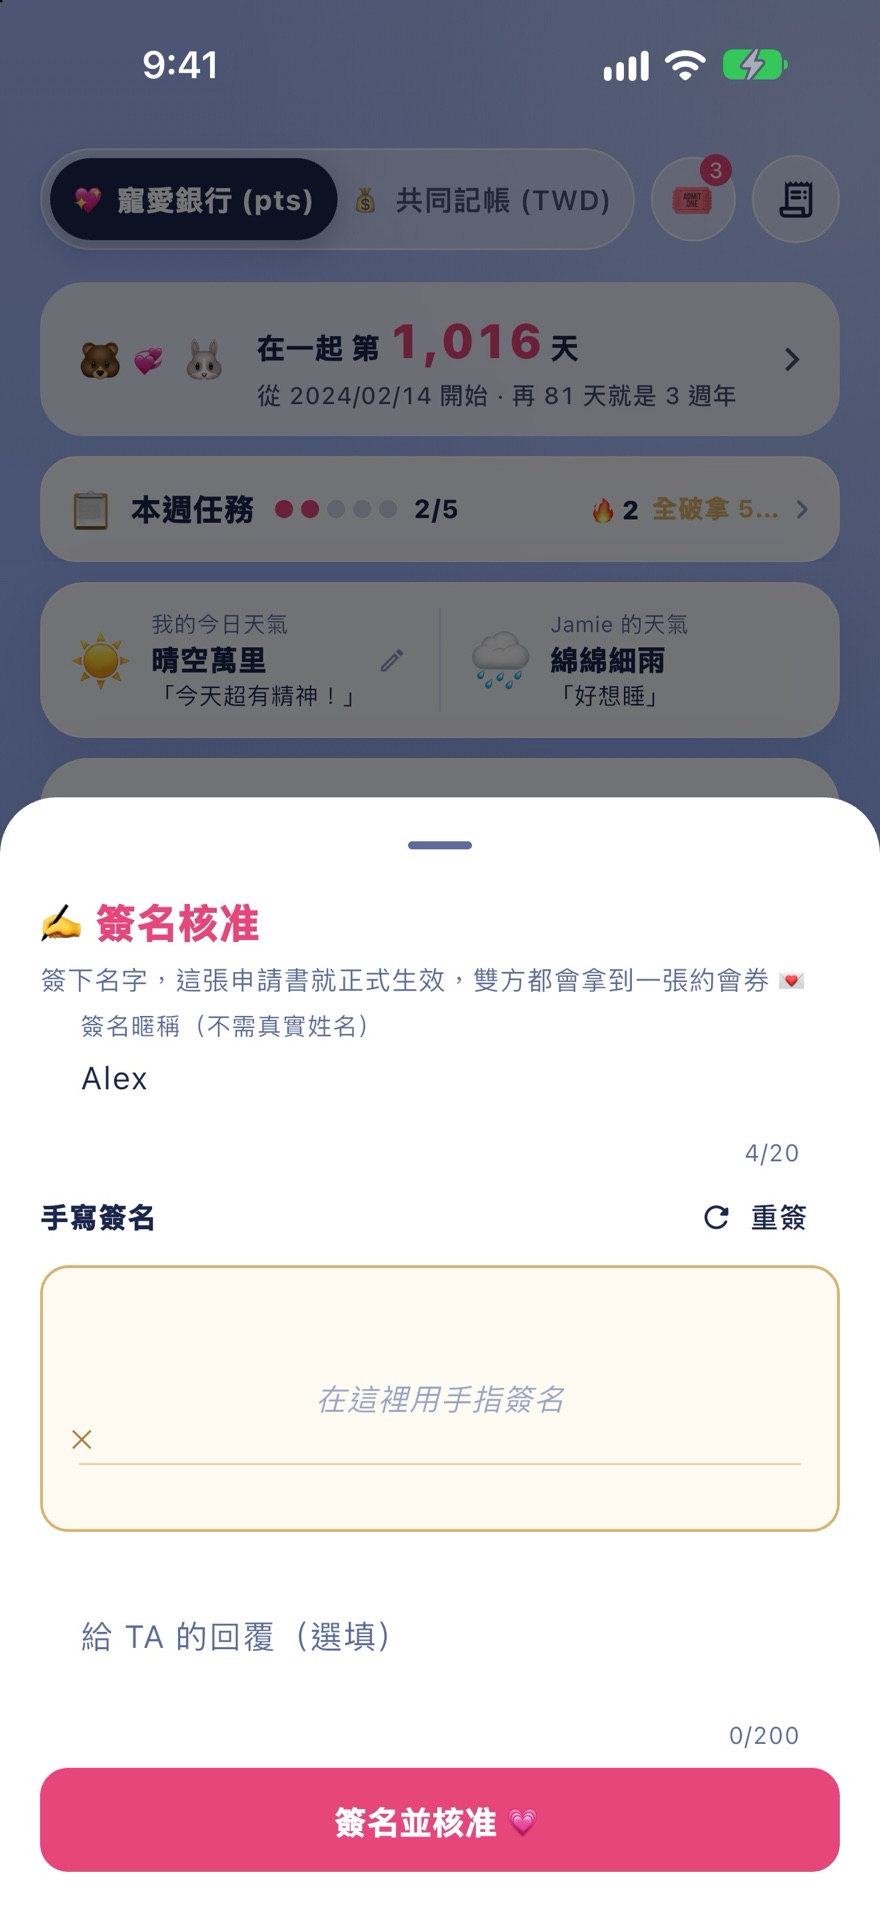 9:41
寵愛銀行 (pts)
共同記帳 (TWD)
ADMIT ONE
3
在一起 第 1,016 天
從 2024/02/14 開始 · 再 81 天就是 3 週年
本週任務 2/5
2 全破拿 5...
我的今日天氣
晴空萬里
「今天超有精神！」
Jamie 的天氣
綿綿細雨
「好想睡」
簽名核准
簽下名字，這張申請書就正式生效，雙方都會拿到一張約會券
簽名暱稱（不需真實姓名）
Alex
4/20
手寫簽名
重簽
在這裡用手指簽名
給 TA 的回覆（選填）
0/200
簽名並核准